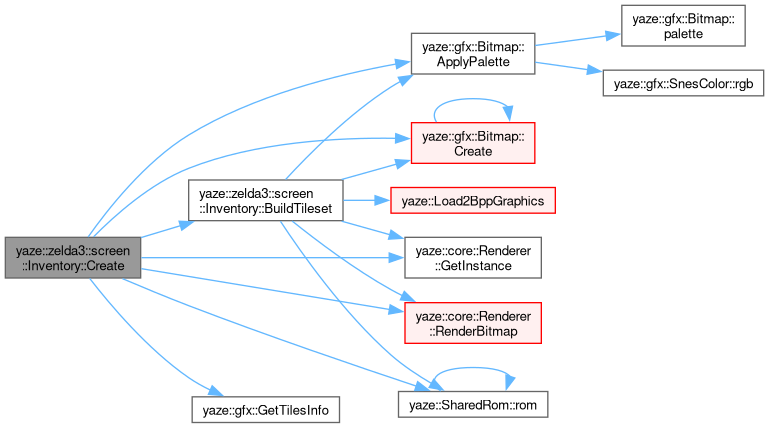 yaze::zelda3::screen
::Inventory::Create
yaze::zelda3::screen
::Inventory::BuildTileset
yaze::gfx::GetTilesInfo
yaze::gfx::Bitmap::
ApplyPalette
yaze::gfx::Bitmap::
Create
yaze::Load2BppGraphics
yaze::core::Renderer
::GetInstance
yaze::core::Renderer
::RenderBitmap
yaze::SharedRom::rom
yaze::gfx::Bitmap::
palette
yaze::gfx::SnesColor::rgb